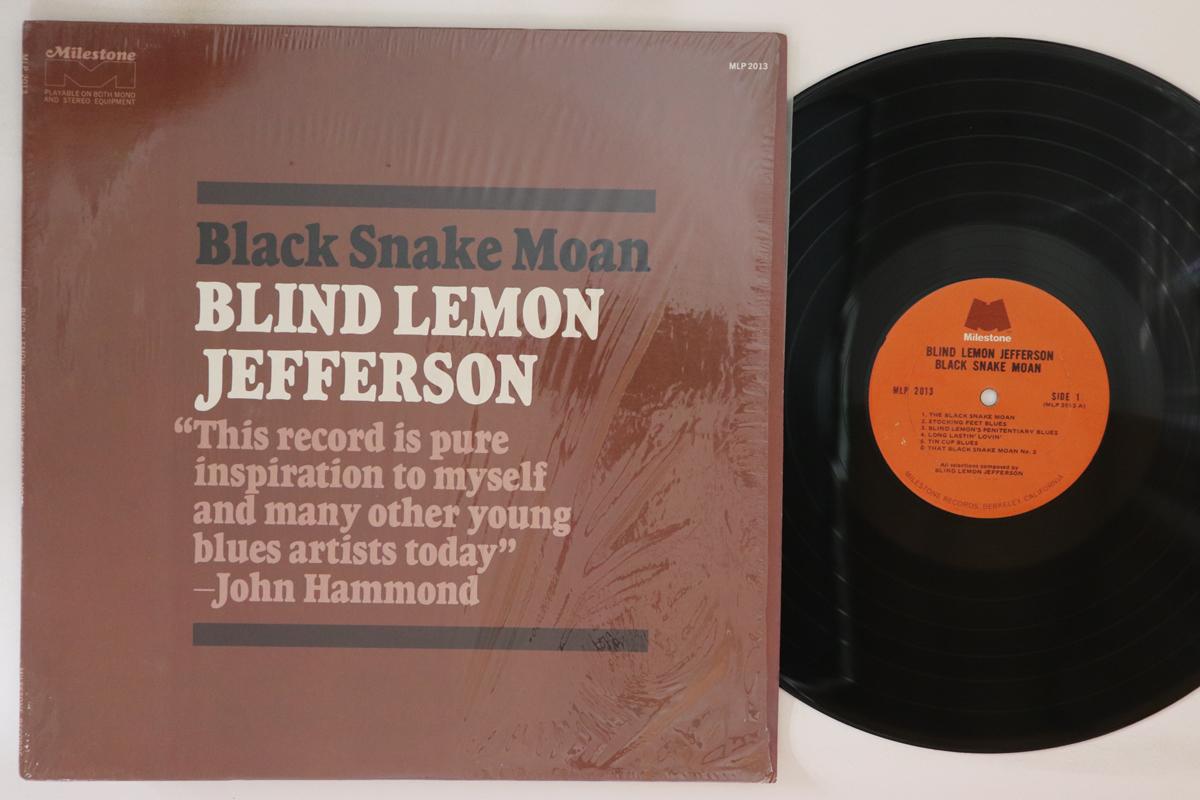 Milestone
PLAYABLE ON BOTH MONO
AND STEREO EQUIPMENT
MLP 2013
Black Snake Moan
BLIND LEMON
JEFFERSON
“This record is pure
inspiration to myself
and many other young
blues artists today”
—John Hammond
MLP 2013
Milestone
BLIND LEMON JEFFERSON
BLACK SNAKE MOAN
MLP 2013
SIDE 1
(MLP 2013 A)
1. THE BLACK SNAKE MOAN
2. STOCKING FEET BLUES
3. BLIND LEMON'S PENITENTIARY BLUES
4. LONG LASTIN' LOVIN'
5. TIN CUP BLUES
6. THAT BLACK SNAKE MOAN No. 2
All selections composed by
BLIND LEMON JEFFERSON
MILESTONE RECORDS, BERKELEY, CALIFORNIA